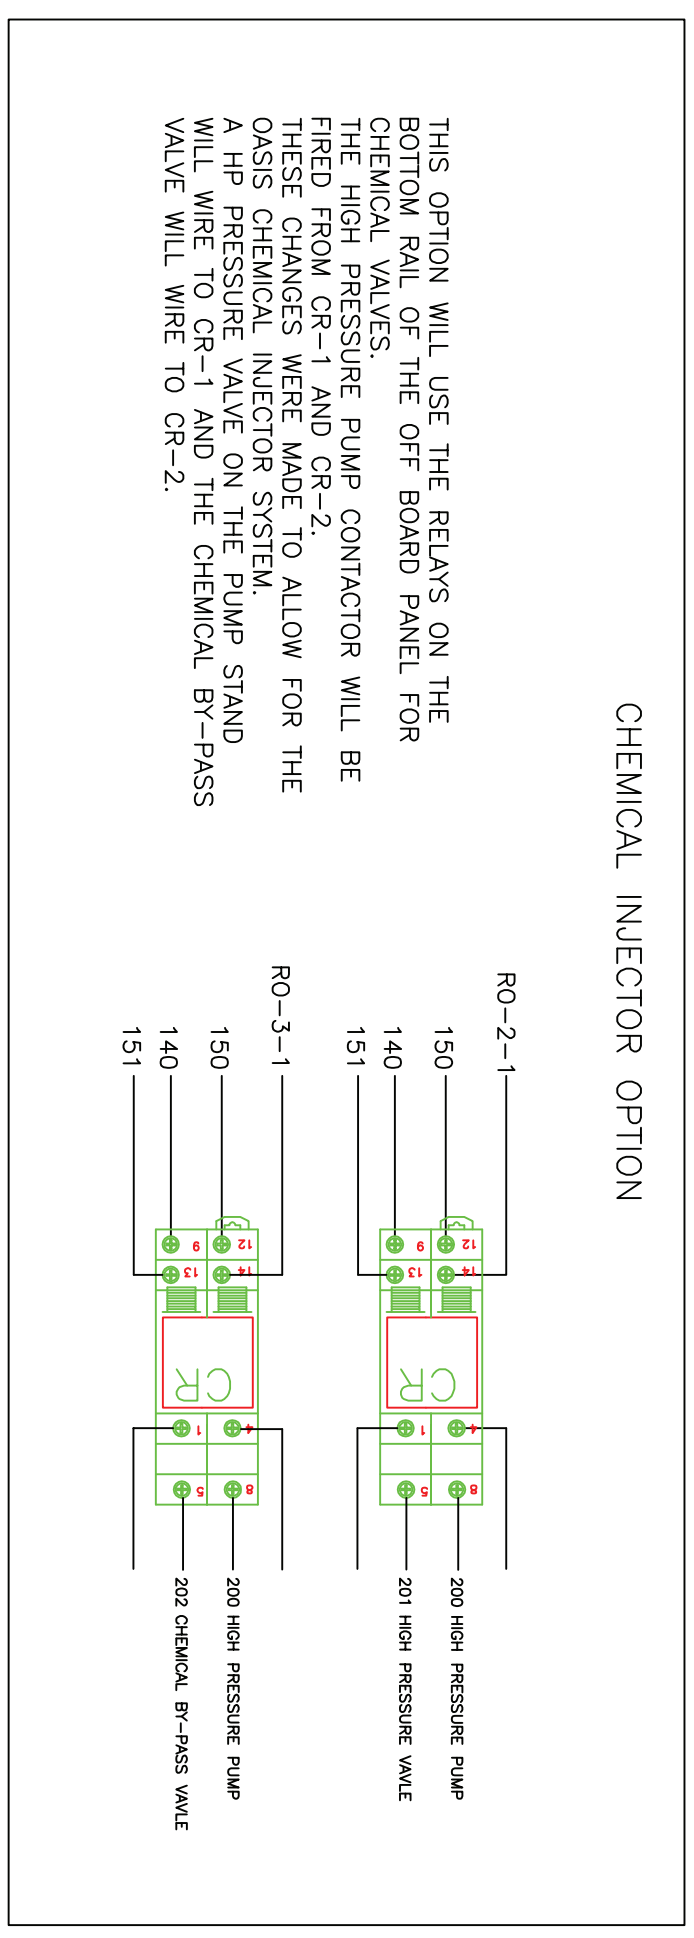 CHEMICAL INJECTOR OPTION
THIS OPTION WILL USE THE RELAYS ON THE
BOTTOM RAIL OF THE OFF BOARD PANEL FOR
CHEMICAL VALVES.
THE HIGH PRESSURE PUMP CONTACTOR WILL BE
FIRED FROM CR-1 AND CR-2.
THESE CHANGES WERE MADE TO ALLOW FOR THE
OASIS CHEMICAL INJECTOR SYSTEM.
A HP PRESSURE VALVE ON THE PUMP STAND
WILL WIRE TO CR-1 AND THE CHEMICAL BY-PASS
VALVE WILL WIRE TO CR-2.
RO-2-1
150
140
151
12
14
9
13
CR
4
1
8
5
200 HIGH PRESSURE PUMP
201 HIGH PRESSURE VAVLE
RO-3-1
150
140
151
12
14
9
13
CR
4
1
8
5
200 HIGH PRESSURE PUMP
202 CHEMICAL BY-PASS VAVLE